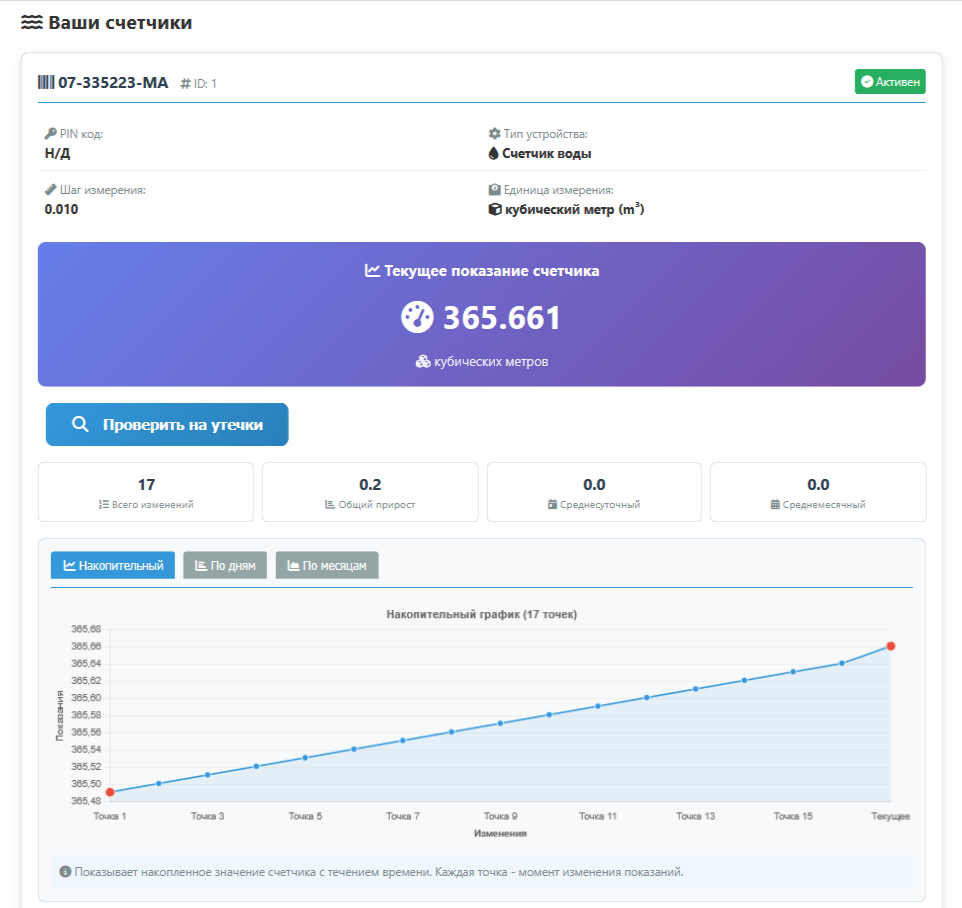 Ваши счетчики
07-335223-MA # ID: 1
Активен
PIN код:
Н/Д
Тип устройства:
Счетчик воды
Шаг измерения:
0.010
Единица измерения:
кубический метр (m³)
Текущее показание счетчика
365.661
кубических метров
Проверить на утечки
17
Всего изменений
0.2
Общий прирост
0.0
Среднесуточный
0.0
Среднемесячный
Накопительный
По дням
По месяцам
Накопительный график (17 точек)
365,68
365,66
365,64
365,62
365,60
365,58
365,56
365,54
365,52
365,50
365,48
Показания
Точка 1 Точка 3 Точка 5 Точка 7 Точка 9 Точка 11 Точка 13 Точка 15 Текущее
Изменения
Показывает накопленное значение счетчика с течением времени. Каждая точка - момент изменения показаний.